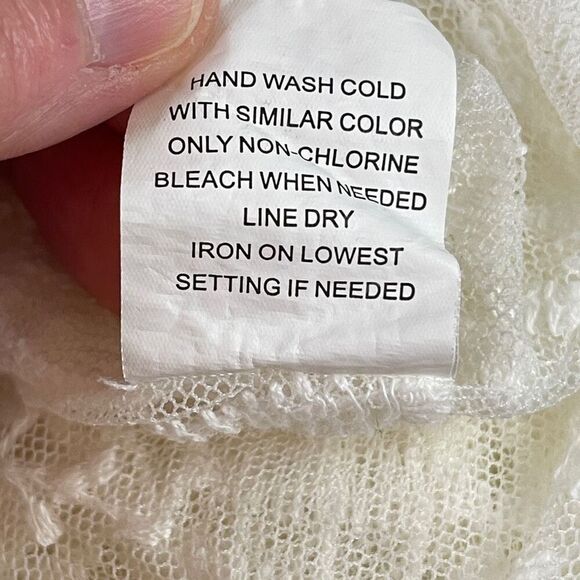 HAND WASH COLD
WITH SIMILAR COLOR
ONLY NON-CHLORINE
BLEACH WHEN NEEDED
LINE DRY
IRON ON LOWEST
SETTING IF NEEDED